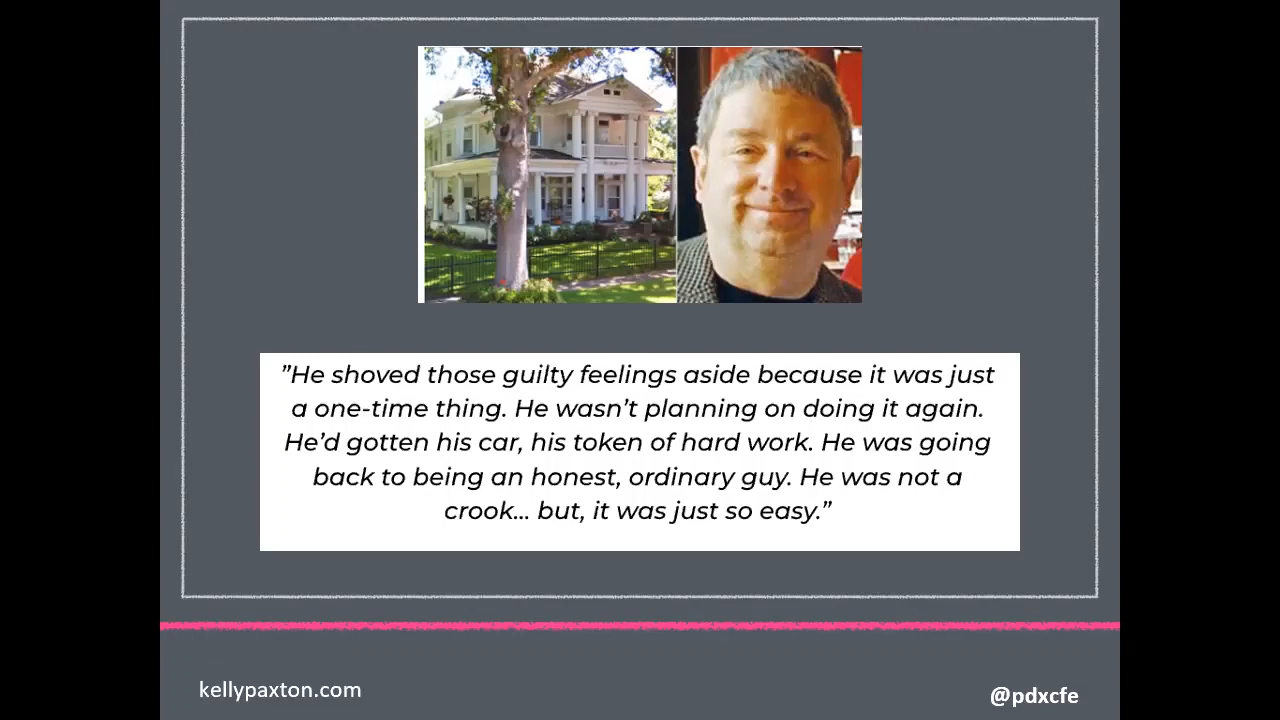 ”He shoved those guilty feelings aside because it was just
a one-time thing. He wasn’t planning on doing it again.
He’d gotten his car, his token of hard work. He was going
back to being an honest, ordinary guy. He was not a
crook... but, it was just so easy.”
kellypaxton.com
@pdxcfe